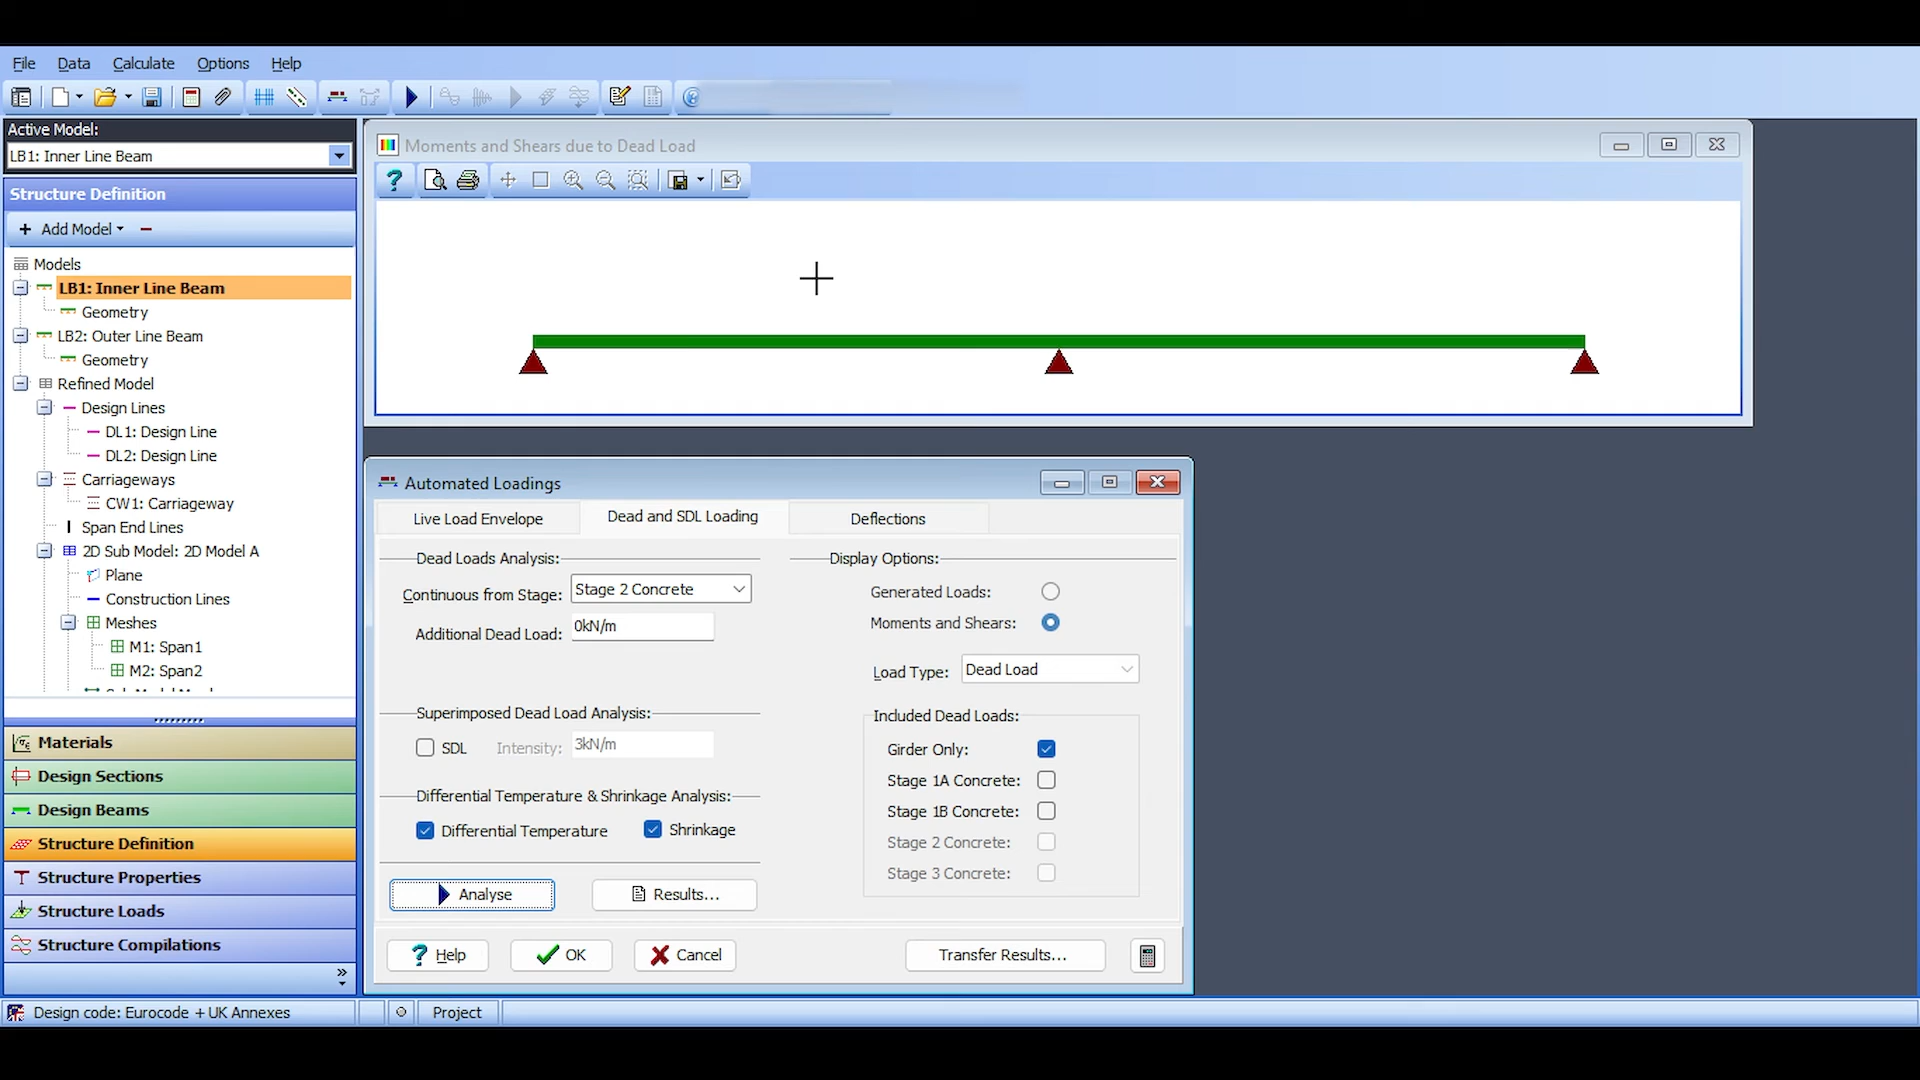 File Data Calculate Options Help
Active Model:
LB1: Inner Line Beam
Structure Definition
Add Model
Models
LB1: Inner Line Beam
Geometry
LB2: Outer Line Beam
Geometry
Refined Model
Design Lines
DL1: Design Line
DL2: Design Line
Carriageways
CW1: Carriageway
Span End Lines
2D Sub Model: 2D Model A
Plane
Construction Lines
Meshes
M1: Span1
M2: Span2
Materials
Design Sections
Design Beams
Structure Definition
Structure Properties
Structure Loads
Structure Compilations
Moments and Shears due to Dead Load
Automated Loadings
Live Load Envelope Dead and SDL Loading Deflections
Dead Loads Analysis:
Continuous from Stage: Stage 2 Concrete
Additional Dead Load: 0kN/m
Superimposed Dead Load Analysis:
SDL Intensity: 3kN/m
Differential Temperature & Shrinkage Analysis:
Differential Temperature Shrinkage
Analyse Results...
Display Options:
Generated Loads:
Moments and Shears:
Load Type: Dead Load
Included Dead Loads:
Girder Only:
Stage 1A Concrete:
Stage 1B Concrete:
Stage 2 Concrete:
Stage 3 Concrete:
Help OK Cancel Transfer Results...
Design code: Eurocode + UK Annexes Project